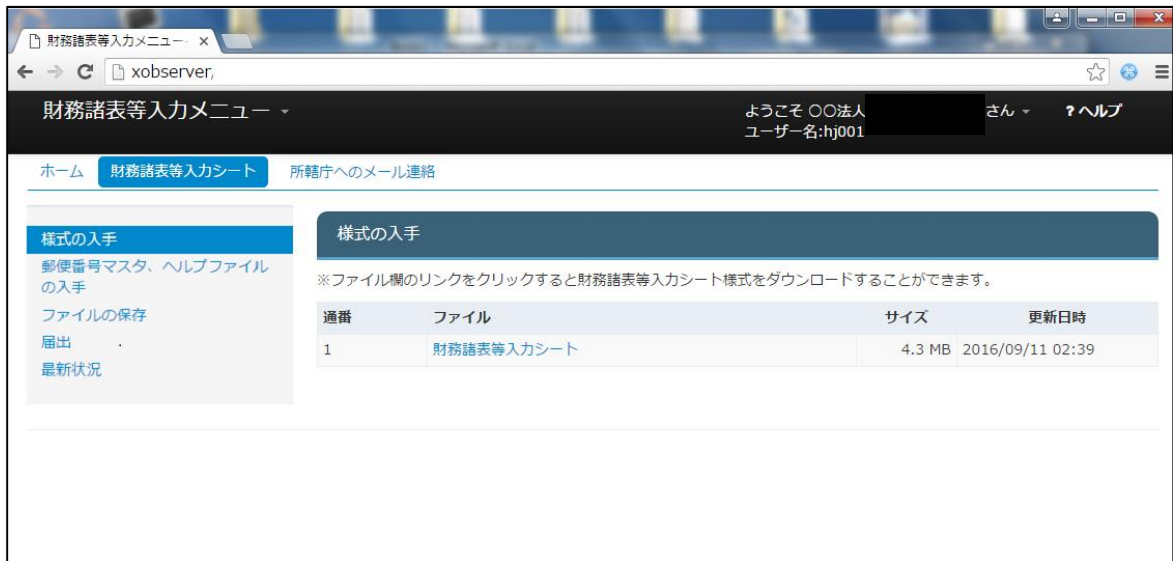 財務諸表等入力メニュー
xobserver,
財務諸表等入力メニュー
ようこそ 〇〇法人 さん ?ヘルプ
ユーザー名:hj001
ホーム 財務諸表等入力シート 所轄庁へのメール連絡
様式の入手
郵便番号マスタ、ヘルプファイル
の入手
ファイルの保存
届出
最新状況
様式の入手
※ファイル欄のリンクをクリックすると財務諸表等入力シート様式をダウンロードすることができます。
通番 ファイル サイズ 更新日時
1 財務諸表等入力シート 4.3 MB 2016/09/11 02:39